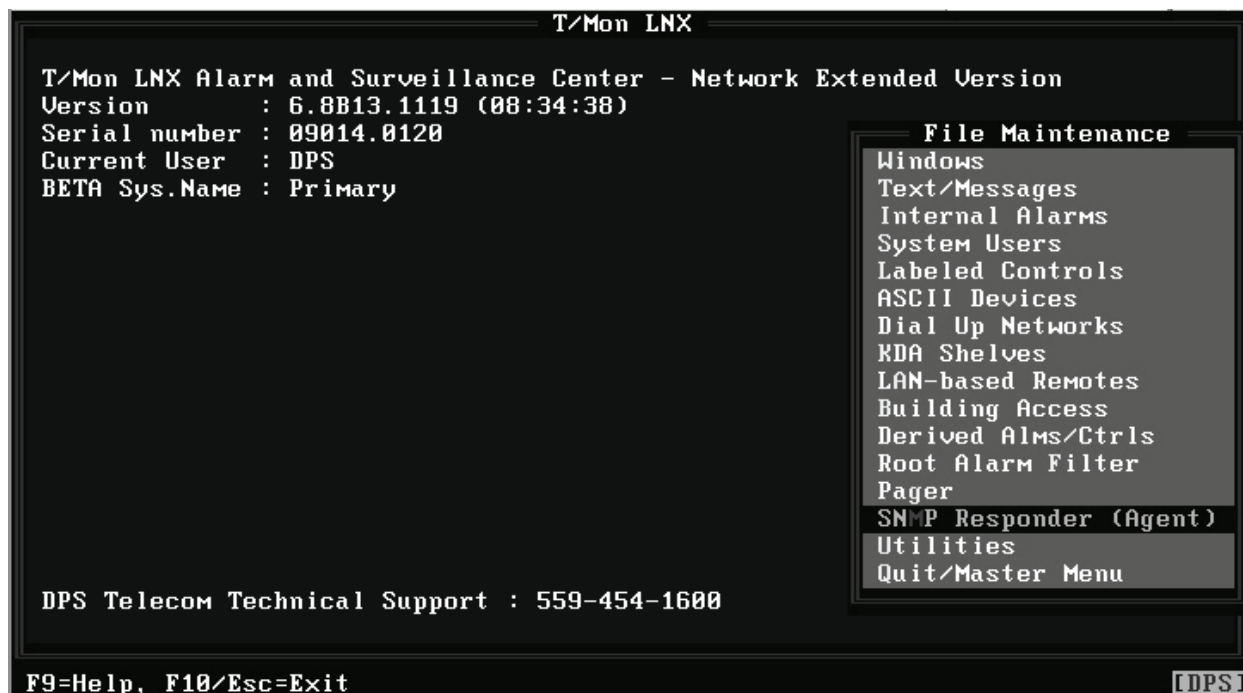 T/Mon LNX
T/Mon LNX Alarm and Surveillance Center - Network Extended Version
Version : 6.8B13.1119 (08:34:38)
Serial number : 09014.0120
Current User : DPS
BETA Sys.Name : Primary
File Maintenance
Windows
Text/Messages
Internal Alarms
System Users
Labeled Controls
ASCII Devices
Dial Up Networks
KDA Shelves
LAN-based Remotes
Building Access
Derived Alms/Ctrls
Root Alarm Filter
Pager
SNMP Responder (Agent)
Utilities
Quit/Master Menu
DPS Telecom Technical Support : 559-454-1600
F9=Help, F10/Esc=Exit
[DPS]